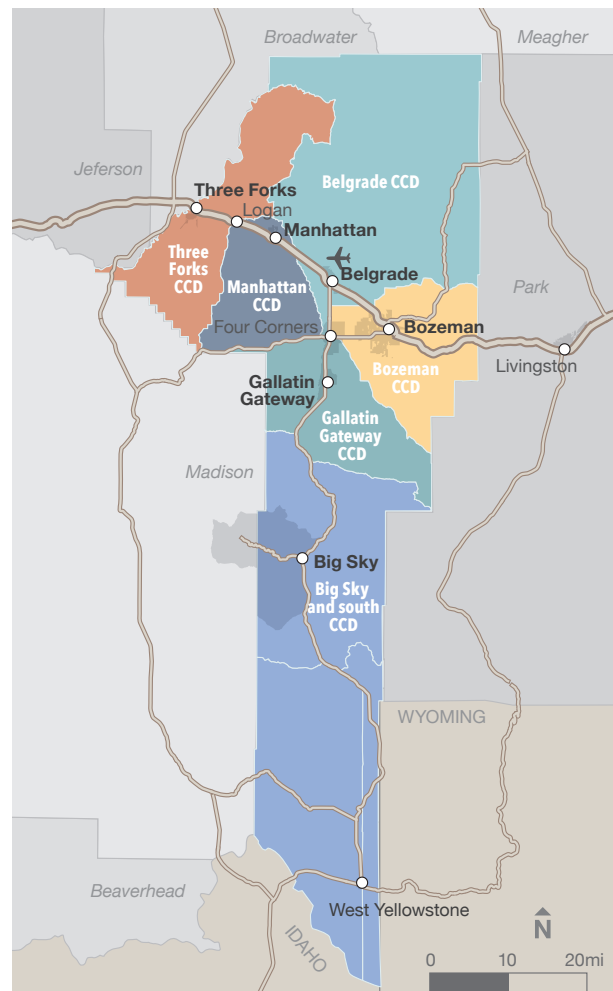 Broadwater
Meagher
Jeferson
Belgrade CCD
Three Forks
Logan
Manhattan
Three
Forks
CCD
Manhattan
CCD
Belgrade
Park
Four Corners
Bozeman
Livingston
Bozeman
CCD
Gallatin
Gateway
Gallatin
Gateway
CCD
Madison
Big Sky
Big Sky
and south
CCD
WYOMING
Beaverhead
West Yellowstone
IDAHO
N
0
10
20mi